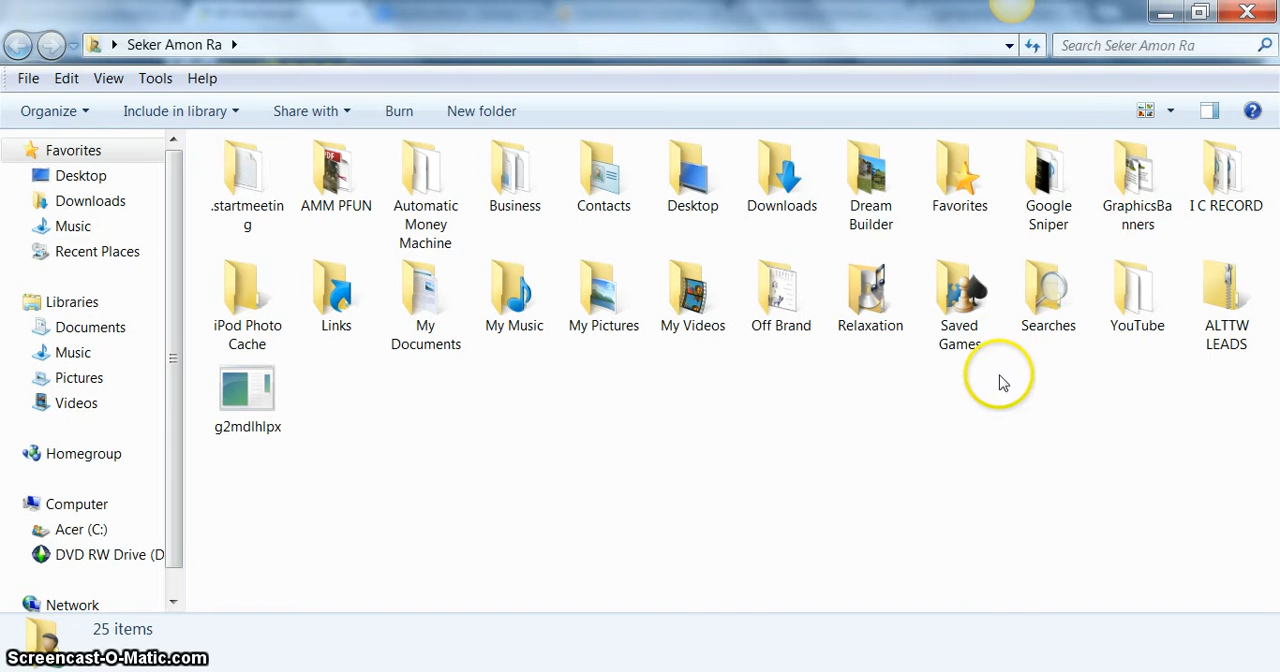 Seker Amon Ra
Search Seker Amon Ra
File Edit View Tools Help
Organize Include in library Share with Burn New folder
Favorites
Desktop
Downloads
Music
Recent Places
Libraries
Documents
Music
Pictures
Videos
Homegroup
Computer
Acer (C:)
DVD RW Drive (D
Network
.startmeetin
g
AMM PFUN
Automatic
Money
Machine
Business
Contacts
Desktop
Downloads
Dream
Builder
Favorites
Google
Sniper
GraphicsBa
nners
I C RECORD
iPod Photo
Cache
Links
My
Documents
My Music
My Pictures
My Videos
Off Brand
Relaxation
Saved
Games
Searches
YouTube
ALTTW
LEADS
g2mdlhlpx
25 items
Screencast-O-Matic.com